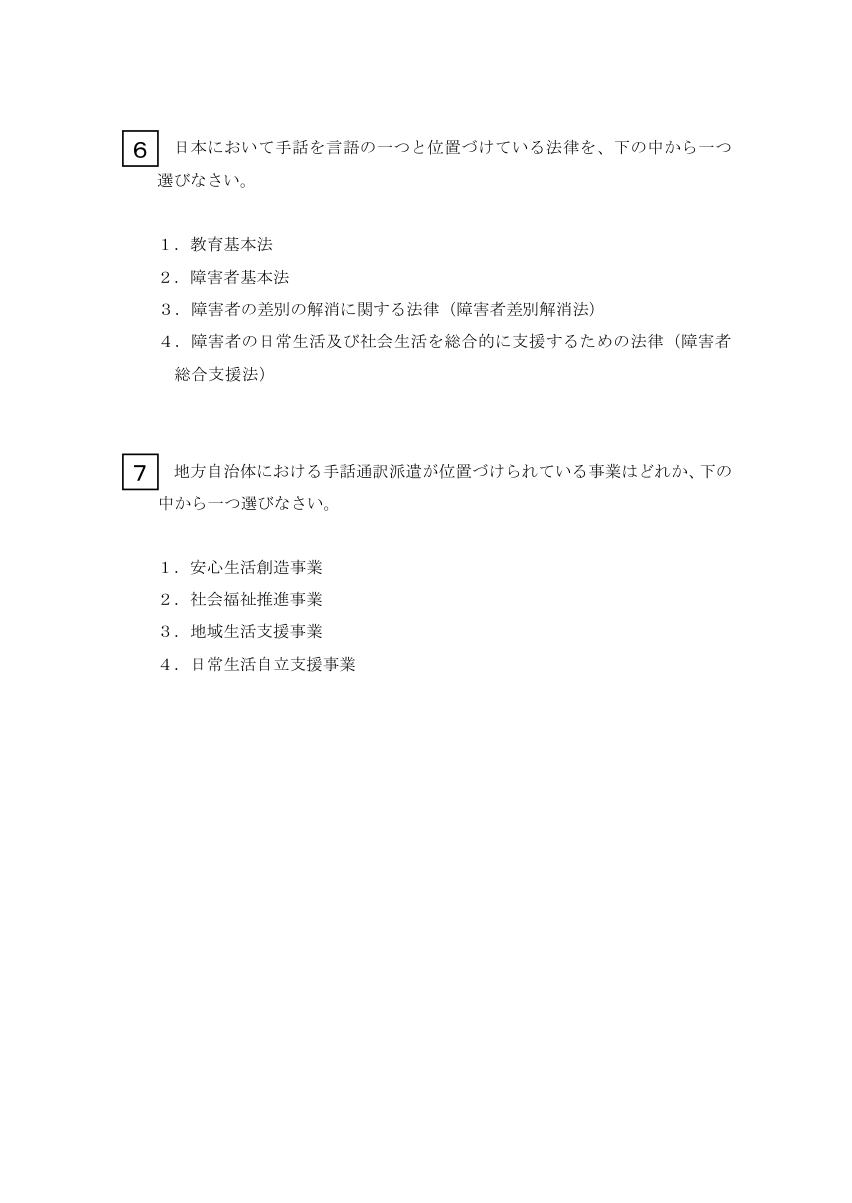 6　日本において手話を言語の一つと位置づけている法律を、下の中から一つ
選びなさい。
１．教育基本法
２．障害者基本法
３．障害者の差別の解消に関する法律（障害者差別解消法）
４．障害者の日常生活及び社会生活を総合的に支援するための法律（障害者
総合支援法）
7　地方自治体における手話通訳派遣が位置づけられている事業はどれか、下の
中から一つ選びなさい。
１．安心生活創造事業
２．社会福祉推進事業
３．地域生活支援事業
４．日常生活自立支援事業